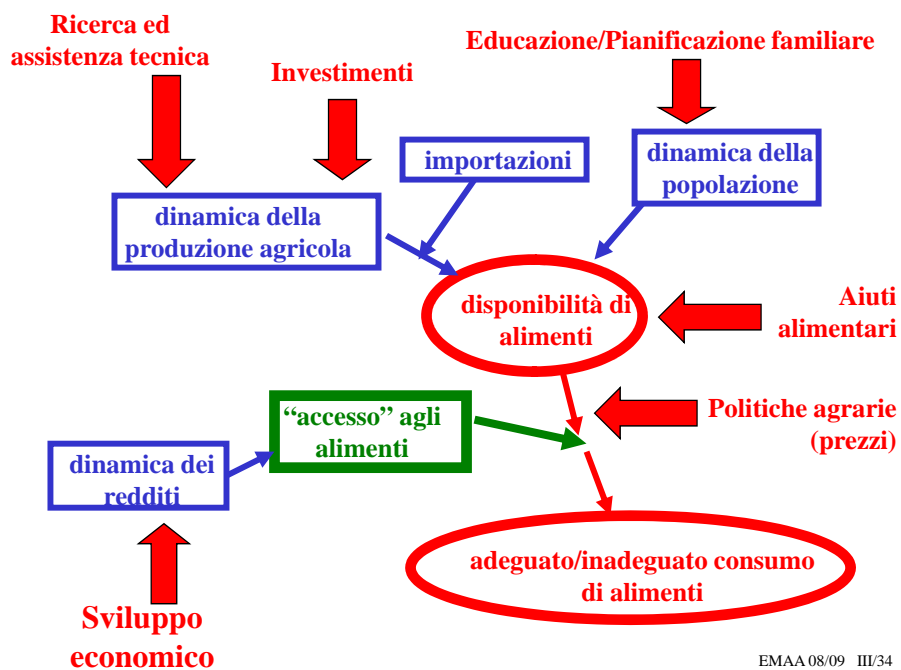 Ricerca ed
assistenza tecnica
Educazione/Pianificazione familiare
Investimenti
importazioni
dinamica della
popolazione
dinamica della
produzione agricola
disponibilità di
alimenti
Aiuti
alimentari
“accesso” agli
alimenti
Politiche agrarie
(prezzi)
dinamica dei
redditi
adeguato/inadeguato consumo
di alimenti
Sviluppo
economico
EMAA 08/09 III/34